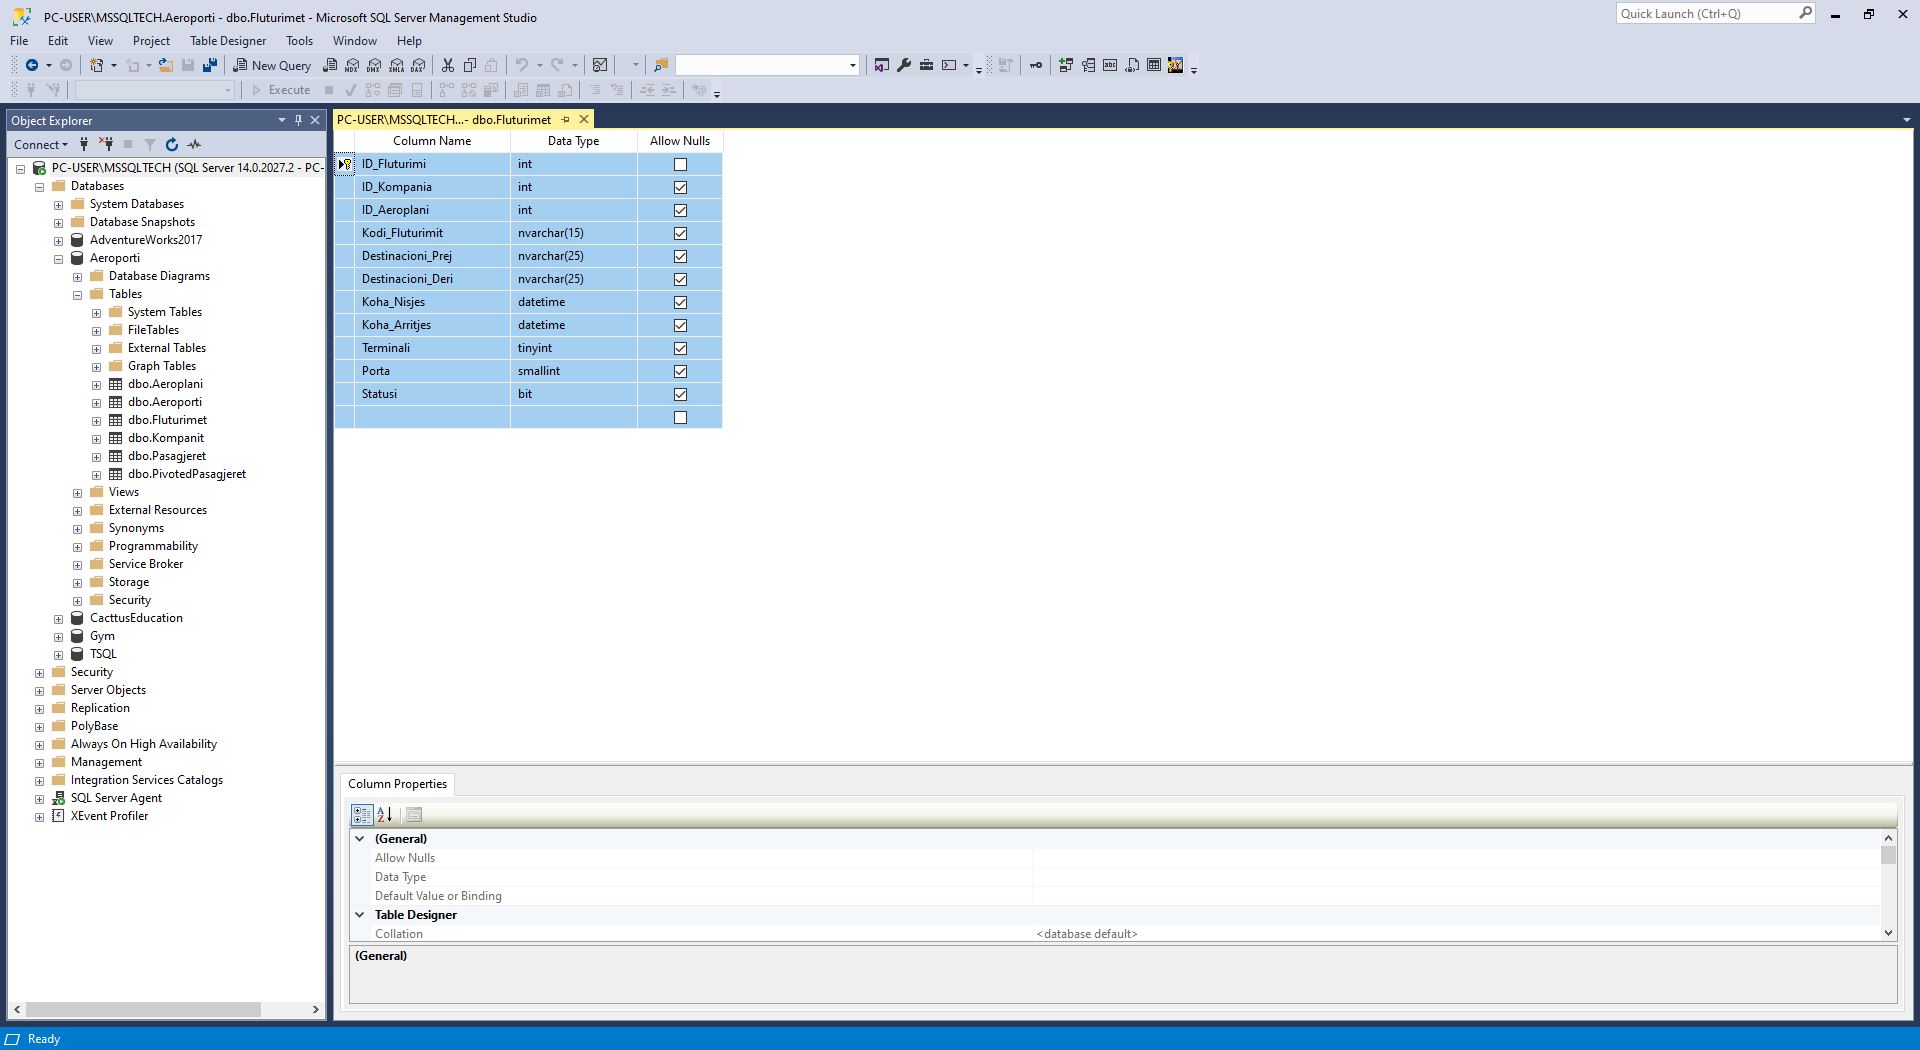 PC-USER\MSSQLTECH.Aeroporti - dbo.Fluturimet - Microsoft SQL Server Management Studio
Quick Launch (Ctrl+Q)
File Edit View Project Table Designer Tools Window Help
New Query MDX DMX XMLA DAX
Execute
Object Explorer
Connect
PC-USER\MSSQLTECH (SQL Server 14.0.2027.2 - PC-
Databases
System Databases
Database Snapshots
AdventureWorks2017
Aeroporti
Database Diagrams
Tables
System Tables
FileTables
External Tables
Graph Tables
dbo.Aeroplani
dbo.Aeroporti
dbo.Fluturimet
dbo.Kompanit
dbo.Pasagjeret
dbo.PivotedPasagjeret
Views
External Resources
Synonyms
Programmability
Service Broker
Storage
Security
CacttusEducation
Gym
TSQL
Security
Server Objects
Replication
PolyBase
Always On High Availability
Management
Integration Services Catalogs
SQL Server Agent
XEvent Profiler
PC-USER\MSSQLTECH...- dbo.Fluturimet
Column Name Data Type Allow Nulls
ID_Fluturimi int
ID_Kompania int
ID_Aeroplani int
Kodi_Fluturimit nvarchar(15)
Destinacioni_Prej nvarchar(25)
Destinacioni_Deri nvarchar(25)
Koha_Nisjes datetime
Koha_Arritjes datetime
Terminali tinyint
Porta smallint
Statusi bit
Column Properties
(General)
Allow Nulls
Data Type
Default Value or Binding
Table Designer
Collation <database default>
(General)
Ready